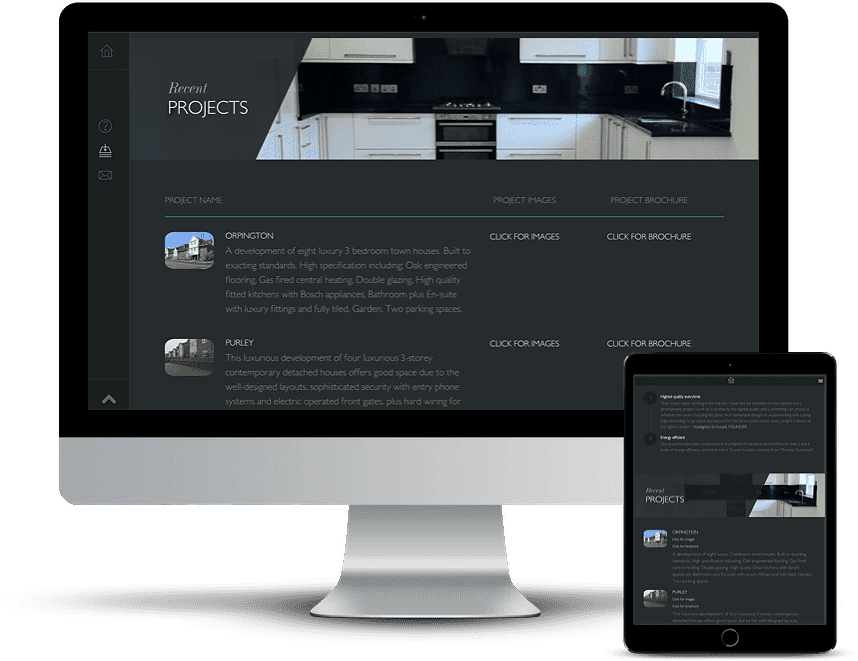 Recent
PROJECTS
PROJECT NAME
PROJECT IMAGES
PROJECT BROCHURE
ORPINGTON
CLICK FOR IMAGES
CLICK FOR BROCHURE
A development of eight luxury 3 bedroom town houses. Built to
exacting standards. High specification including; Oak engineered
flooring. Gas fired central heating. Double glazing. High quality
fitted kitchens with Bosch appliances, Bathroom plus En-suite
with luxury fittings and fully tiled. Garden. Two parking spaces.
PURLEY
CLICK FOR IMAGES
CLICK FOR BROCHURE
This luxurious development of four luxurious 3-storey
contemporary detached houses offers good space due to the
well-designed layouts, sophisticated security with entry phone
systems and electric operated front gates, plus hard wiring for
Highest quality everytime
Energy efficient
Recent
PROJECTS
ORPINGTON
Click for images
Click for brochure
A development of eight luxury 3 bedroom town houses. Built to exacting
standards. High specification including; Oak engineered flooring. Gas fired
central heating. Double glazing. High quality fitted kitchens with Bosch
appliances, Bathroom plus En-suite with luxury fittings and fully tiled. Garden.
Two parking spaces.
PURLEY
Click for images
Click for brochure
This luxurious development of four luxurious 3-storey contemporary
detached houses offers good space due to the well-designed layouts,